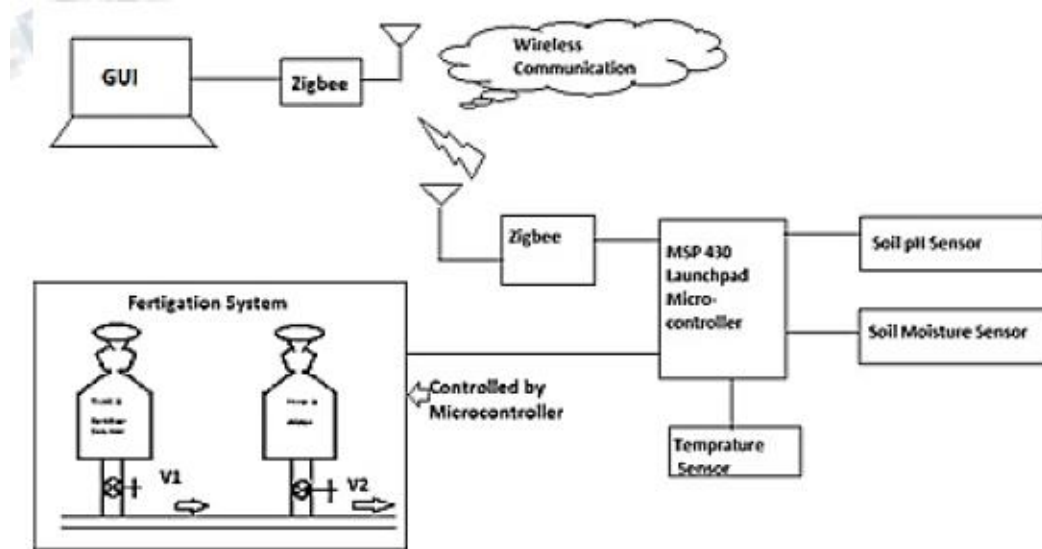 GUI
Zigbee
Wireless
Communication
Zigbee
MSP 430
Launchpad
Micro-
controller
Soil pH Sensor
Soil Moisture Sensor
Temprature
Sensor
Fertigation System
Controlled by
Microcontroller
V1
V2